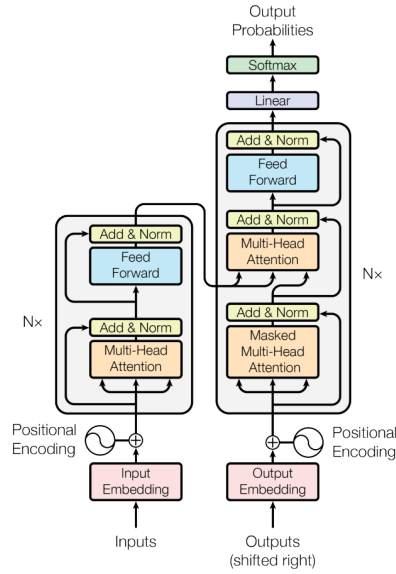 Output
Probabilities
Softmax
Linear
Add & Norm
Feed
Forward
Add & Norm
Multi-Head
Attention
Add & Norm
Masked
Multi-Head
Attention
Nx
Positional
Encoding
Output
Embedding
Outputs
(shifted right)
Add & Norm
Feed
Forward
Add & Norm
Multi-Head
Attention
Nx
Positional
Encoding
Input
Embedding
Inputs